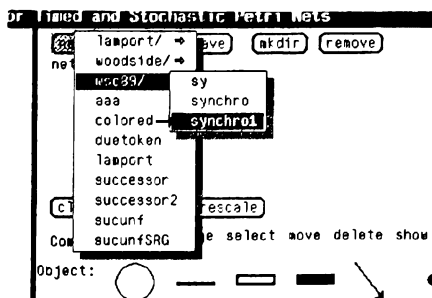 or Timed and Stochastic Petri Nets
lamport/ ⇒
ave mkdir remove
net
woodside/ ⇒
wsc89/
sy
aaa
synchro
colored
synchro1
duetoken
lamport
successor
successor2
cl
rescale
sucunf
Com
e select move delete show
sucunfSRG
Object: